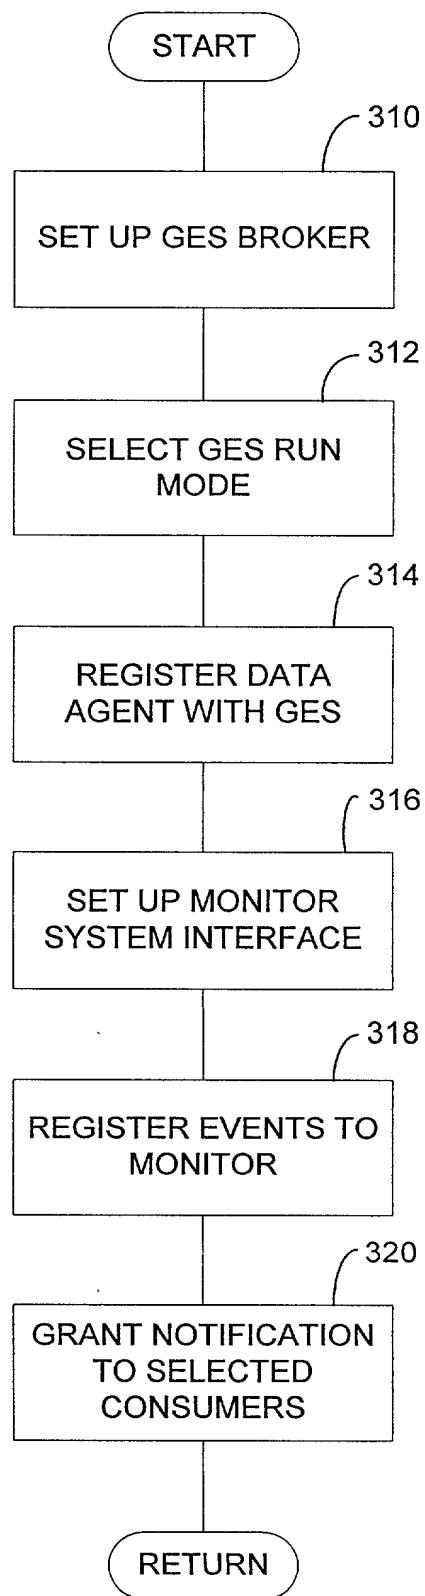 START
310
SET UP GES BROKER
312
SELECT GES RUN
MODE
314
REGISTER DATA
AGENT WITH GES
316
SET UP MONITOR
SYSTEM INTERFACE
318
REGISTER EVENTS TO
MONITOR
320
GRANT NOTIFICATION
TO SELECTED
CONSUMERS
RETURN